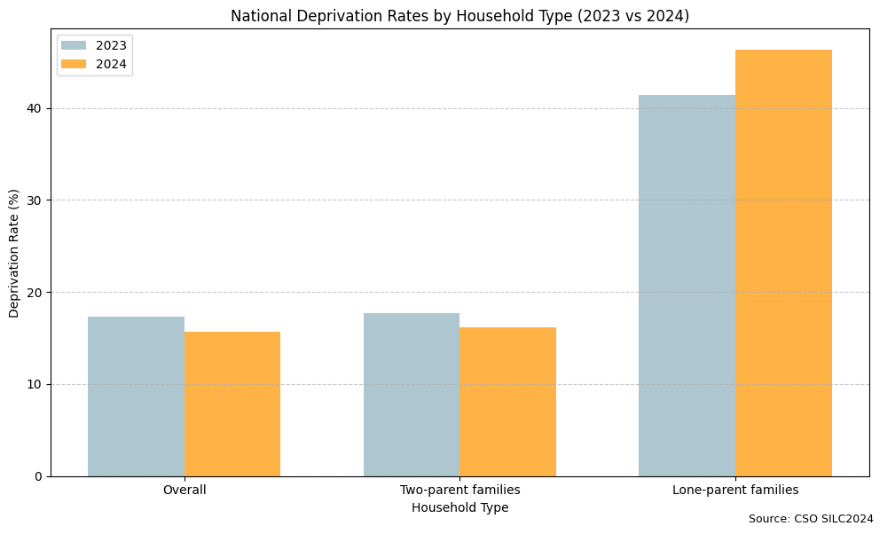 National Deprivation Rates by Household Type (2023 vs 2024)
2023
2024
Deprivation Rate (%)
40
30
20
10
0
Overall
Two-parent families
Lone-parent families
Household Type
Source: CSO SILC2024